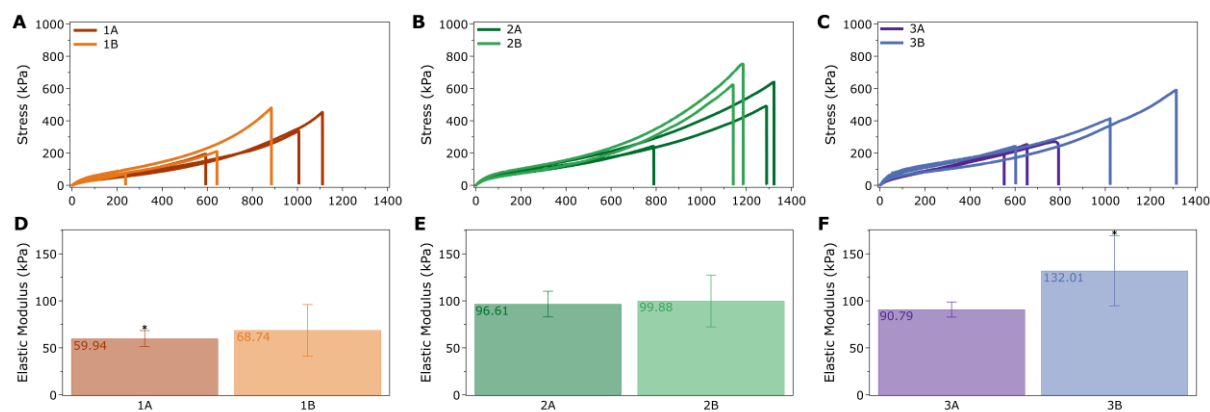 A
1000
800
600
400
200
0
Stress (kPa)
1A
1B
0 200 400 600 800 1000 1200 1400
B
1000
800
600
400
200
0
Stress (kPa)
2A
2B
0 200 400 600 800 1000 1200 1400
C
1000
800
600
400
200
0
Stress (kPa)
3A
3B
0 200 400 600 800 1000 1200 1400
D
150
100
50
0
Elastic Modulus (kPa)
*
59.94
68.74
1A 1B
E
150
100
50
0
Elastic Modulus (kPa)
96.61
99.88
2A 2B
F
150
100
50
0
Elastic Modulus (kPa)
*
90.79
132.01
3A 3B